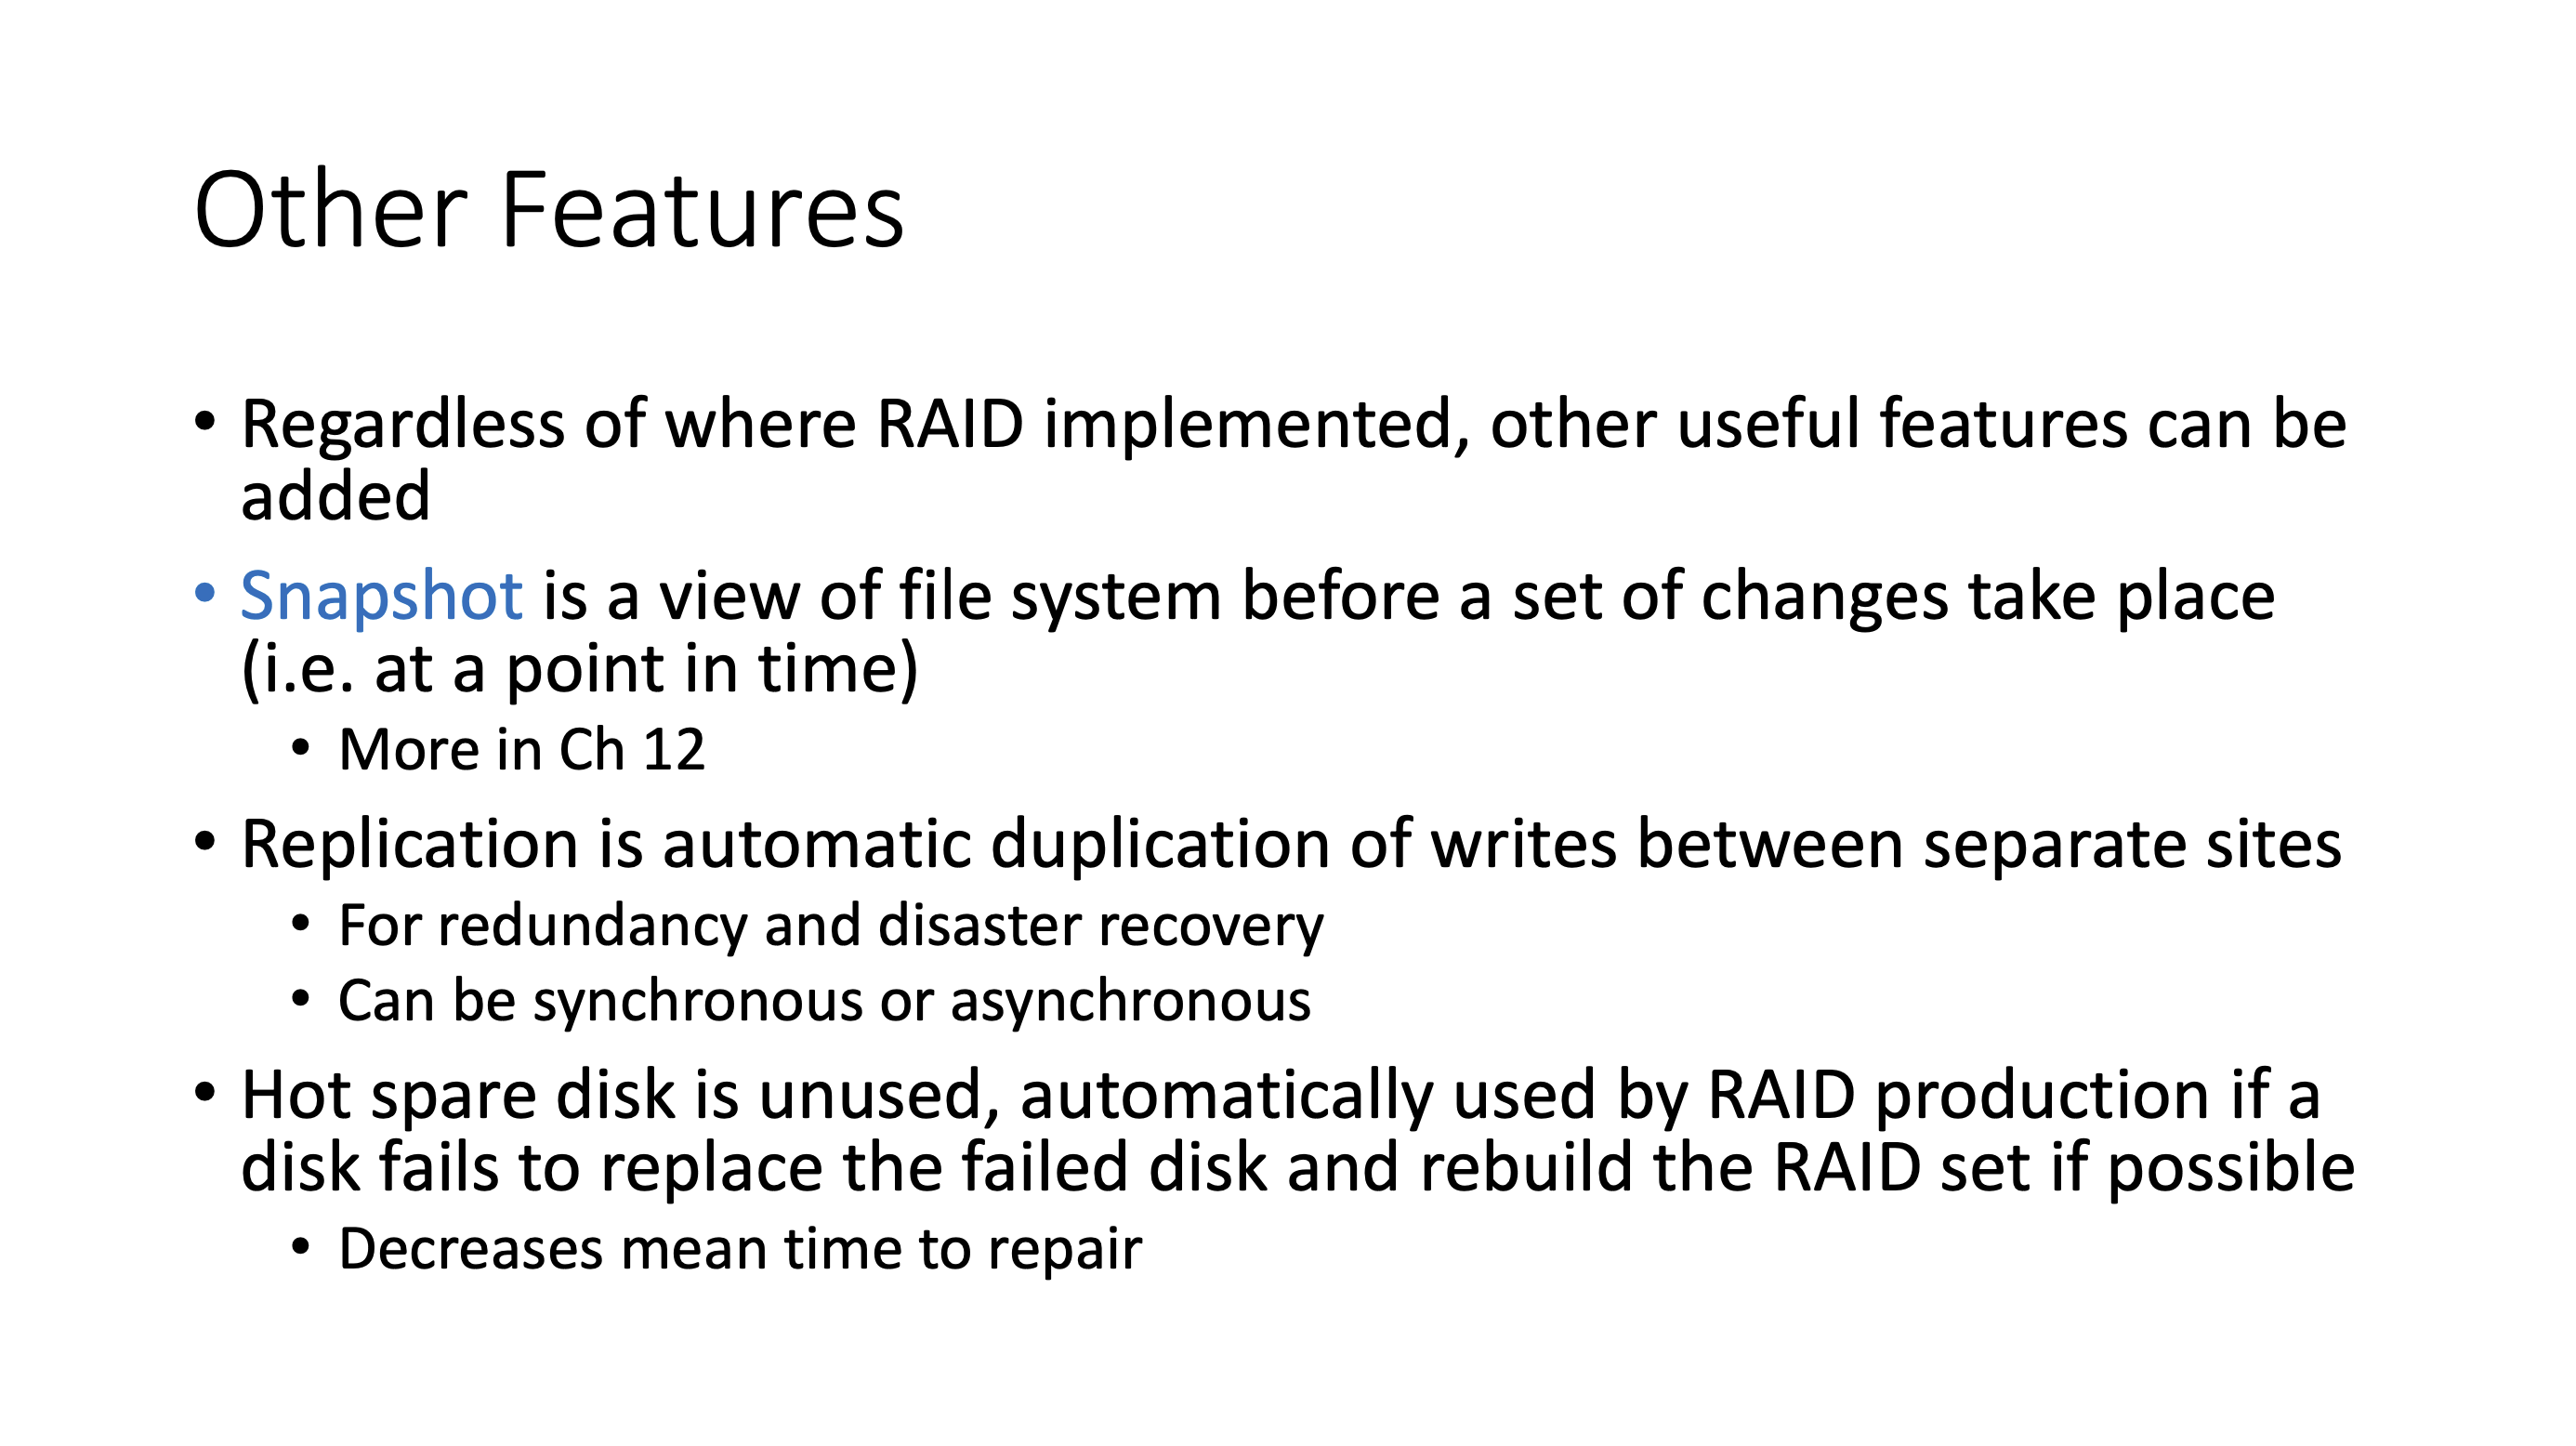 Other Features
• Regardless of where RAID implemented, other useful features can be
added
• Snapshot is a view of file system before a set of changes take place
(i.e. at a point in time)
• More in Ch 12
• Replication is automatic duplication of writes between separate sites
• For redundancy and disaster recovery
• Can be synchronous or asynchronous
• Hot spare disk is unused, automatically used by RAID production if a
disk fails to replace the failed disk and rebuild the RAID set if possible
• Decreases mean time to repair